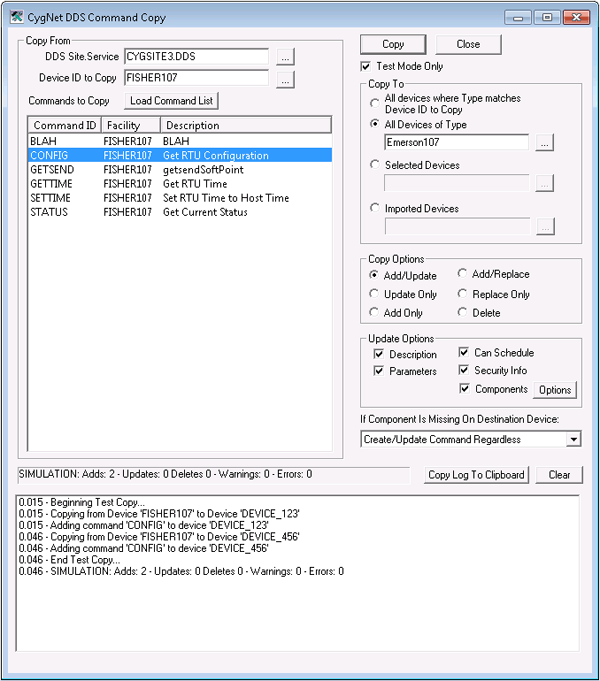 CygNet DDS Command Copy
Copy From
DDS Site.Service CYGSITE3.DDS ...
Device ID to Copy FISHER107 ...
Commands to Copy Load Command List
Command ID Facility Description
BLAH FISHER107 BLAH
CONFIG FISHER107 Get RTU Configuration
GETSEND FISHER107 getsendSoftPoint
GETTIME FISHER107 Get RTU Time
SETTIME FISHER107 Set RTU Time to Host Time
STATUS FISHER107 Get Current Status
Copy Close
Test Mode Only
Copy To
All devices where Type matches
Device ID to Copy
All Devices of Type
Emerson107 ...
Selected Devices
...
Imported Devices
...
Copy Options
Add/Update Add/Replace
Update Only Replace Only
Add Only Delete
Update Options
Description Can Schedule
Parameters Security Info
Components Options
If Component Is Missing On Destination Device:
Create/Update Command Regardless
SIMULATION: Adds: 2 - Updates: 0 Deletes 0 - Warnings: 0 - Errors: 0
Copy Log To Clipboard Clear
0.015 - Beginning Test Copy...
0.015 - Copying from Device 'FISHER107' to Device 'DEVICE_123'
0.015 - Adding command 'CONFIG' to device 'DEVICE_123'
0.046 - Copying from Device 'FISHER107' to Device 'DEVICE_456'
0.046 - Adding command 'CONFIG' to device 'DEVICE_456'
0.046 - End Test Copy...
0.046 - SIMULATION: Adds: 2 - Updates: 0 Deletes 0 - Warnings: 0 - Errors: 0